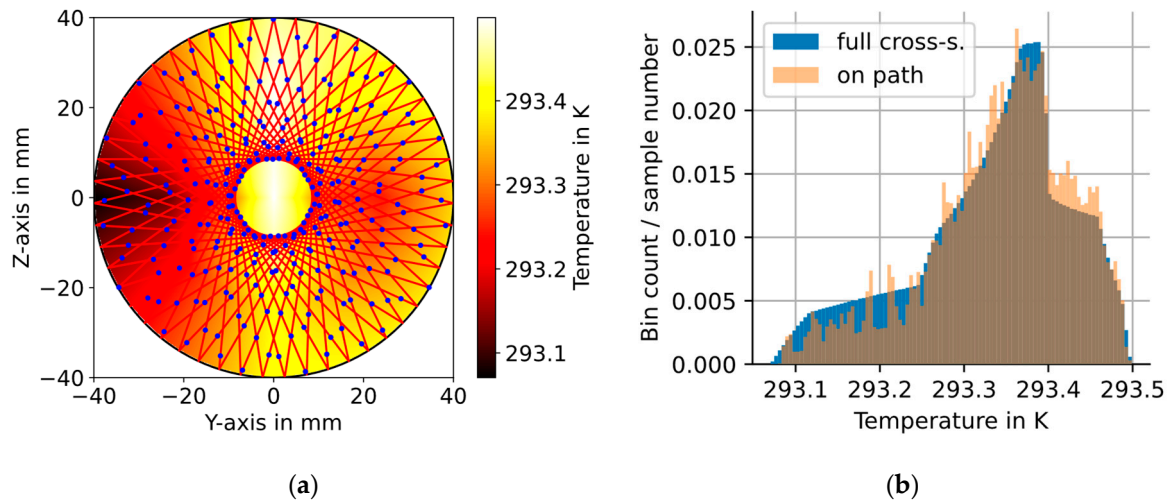 40
20
0
−20
−40
Z-axis in mm
−40
−20
0
20
40
Y-axis in mm
293.4
293.3
293.2
293.1
Temperature in K
(a)
0.025
0.020
0.015
0.010
0.005
0.000
Bin count / sample number
full cross-s.
on path
293.1
293.2
293.3
293.4
293.5
Temperature in K
(b)